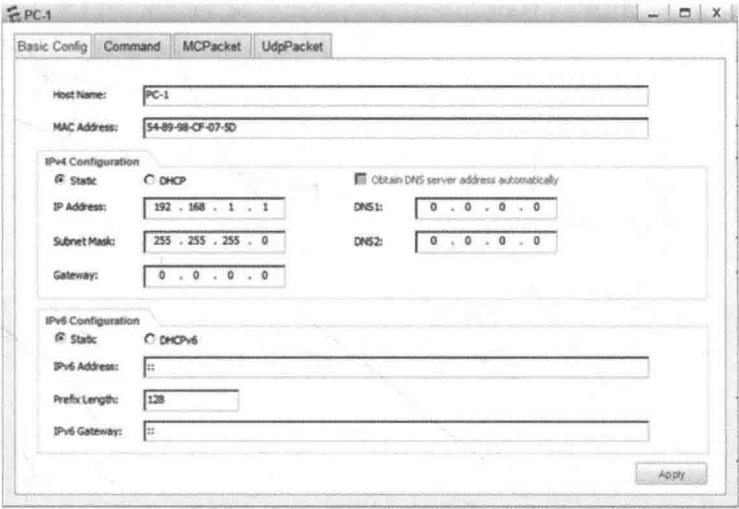 PC-1
Basic Config Command MCPacket UdpPacket
Host Name: PC-1
MAC Address: 54-89-98-CF-07-5D
IPv4 Configuration
Static DHCP Obtain DNS server address automatically
IP Address: 192 . 168 . 1 . 1 DNS1: 0 . 0 . 0 . 0
Subnet Mask: 255 . 255 . 255 . 0 DNS2: 0 . 0 . 0 . 0
Gateway: 0 . 0 . 0 . 0
IPv6 Configuration
Static DHCPv6
IPv6 Address: ::
Prefix Length: 128
IPv6 Gateway: ::
Apply